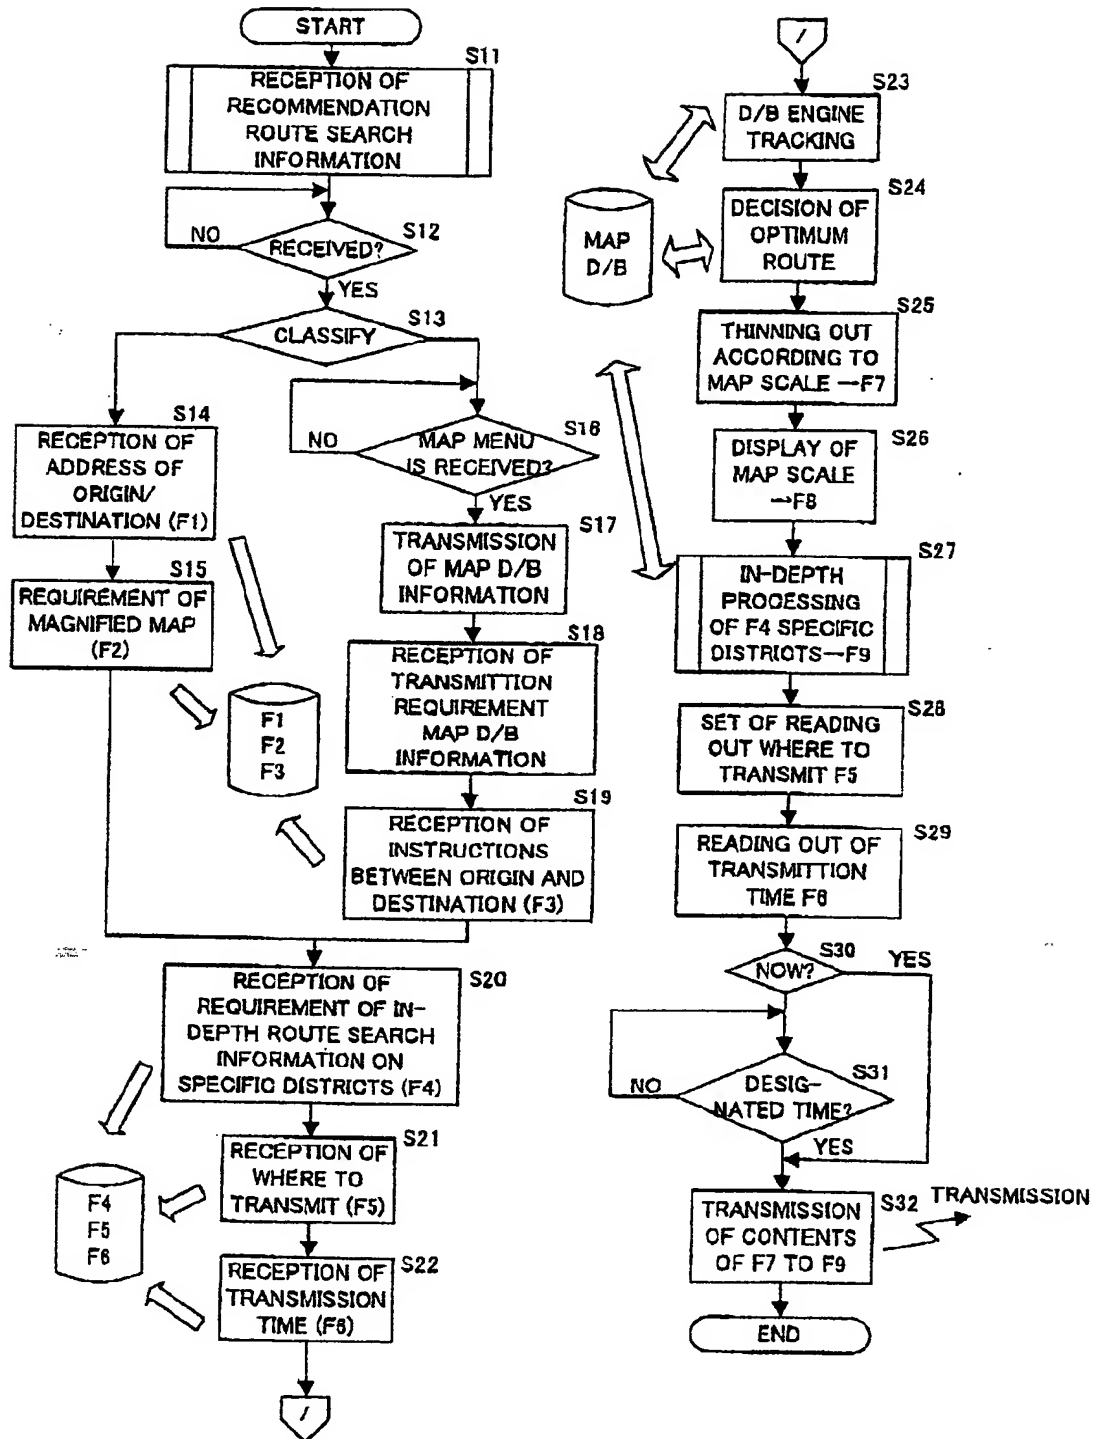 START
S11
RECEPTION OF
RECOMMENDATION
ROUTE SEARCH
INFORMATION
S12
NO
RECEIVED?
YES
S13
CLASSIFY
S14
RECEPTION OF
ADDRESS OF
ORIGIN/
DESTINATION (F1)
S15
REQUIREMENT OF
MAGNIFIED MAP
(F2)
S16
NO
MAP MENU
IS RECEIVED?
YES
S17
TRANSMISSION
OF MAP D/B
INFORMATION
S18
RECEPTION OF
TRANSMITTION
REQUIREMENT
MAP D/B
INFORMATION
F1
F2
F3
S19
RECEPTION OF
INSTRUCTIONS
BETWEEN ORIGIN AND
DESTINATION (F3)
S20
RECEPTION OF
REQUIREMENT OF IN-
DEPTH ROUTE SEARCH
INFORMATION ON
SPECIFIC DISTRICTS (F4)
S21
RECEPTION OF
WHERE TO
TRANSMIT (F5)
F4
F5
F6
S22
RECEPTION OF
TRANSMISSION
TIME (F6)
/
/
S23
D/B ENGINE
TRACKING
MAP
D/B
S24
DECISION OF
OPTIMUM
ROUTE
S25
THINNING OUT
ACCORDING TO
MAP SCALE →F7
S26
DISPLAY OF
MAP SCALE
→F8
S27
IN-DEPTH
PROCESSING
OF F4 SPECIFIC
DISTRICTS→F9
S28
SET OF READING
OUT WHERE TO
TRANSMIT F5
S29
READING OUT OF
TRANSMITTION
TIME F6
S30
NOW?
YES
S31
NO
DESIG-
NATED TIME?
YES
S32
TRANSMISSION
OF CONTENTS
OF F7 TO F9
TRANSMISSION
END